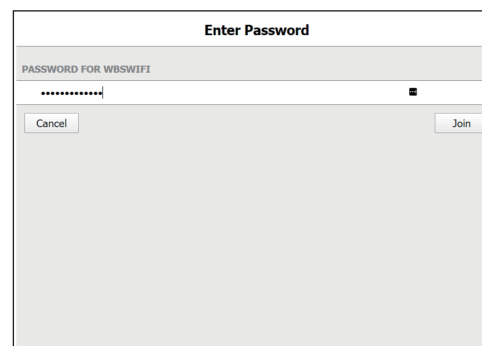 Enter Password
PASSWORD FOR WBSWIFI
•••••••••••••
Cancel Join